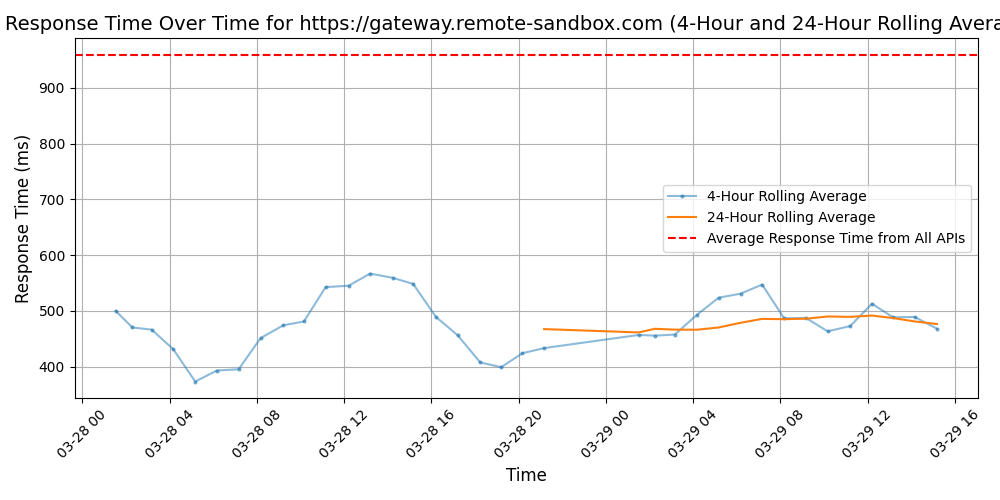 Response Time Over Time for https://gateway.remote-sandbox.com (4-Hour and 24-Hour Rolling Avera
Response Time (ms)
900
800
700
600
500
400
4-Hour Rolling Average
24-Hour Rolling Average
Average Response Time from All APIs
03-28 00
03-28 04
03-28 08
03-28 12
03-28 16
03-28 20
03-29 00
03-29 04
03-29 08
03-29 12
03-29 16
Time